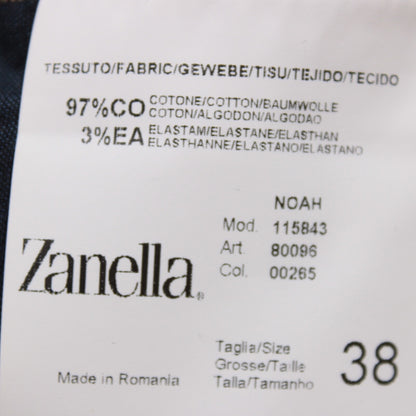 TESSUTO/FABRIC/GEWEBE/TISU/TEJIDO/TECIDO
97%CO COTONE/COTTON/BAUMWOLLE
COTON/ALGODON/ALGODAO
3%EA ELASTAM/ELASTANE/ELASTHAN
ELASTHANNE/ELASTANO/ELASTANO
NOAH
Mod. 115843
Art. 80096
Col. 00265
Zanella®
Taglia/Size
Grosse/Taille
Talla/Tamanho
38
Made in Romania